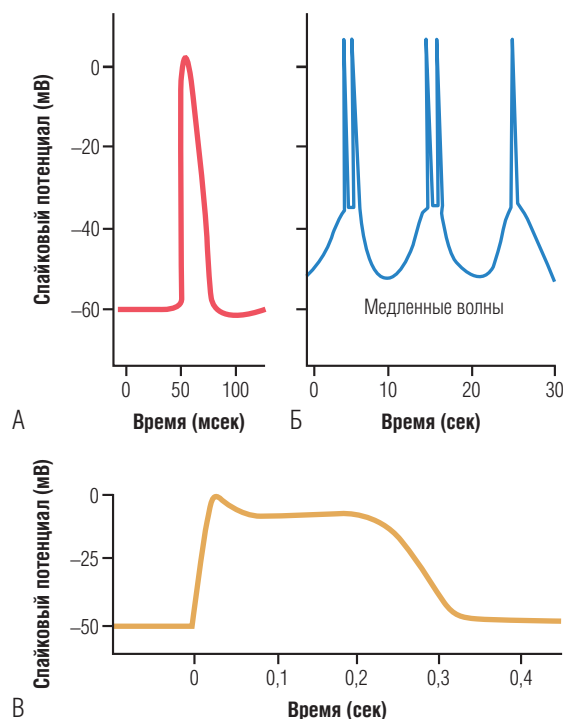 Спайковый потенциал (мВ)
0
–20
–40
–60
0 50 100
Время (мсек)
А
Медленные волны
0 10 20 30
Время (сек)
Б
Спайковый потенциал (мВ)
0
–25
–50
0 0,1 0,2 0,3 0,4
Время (сек)
В